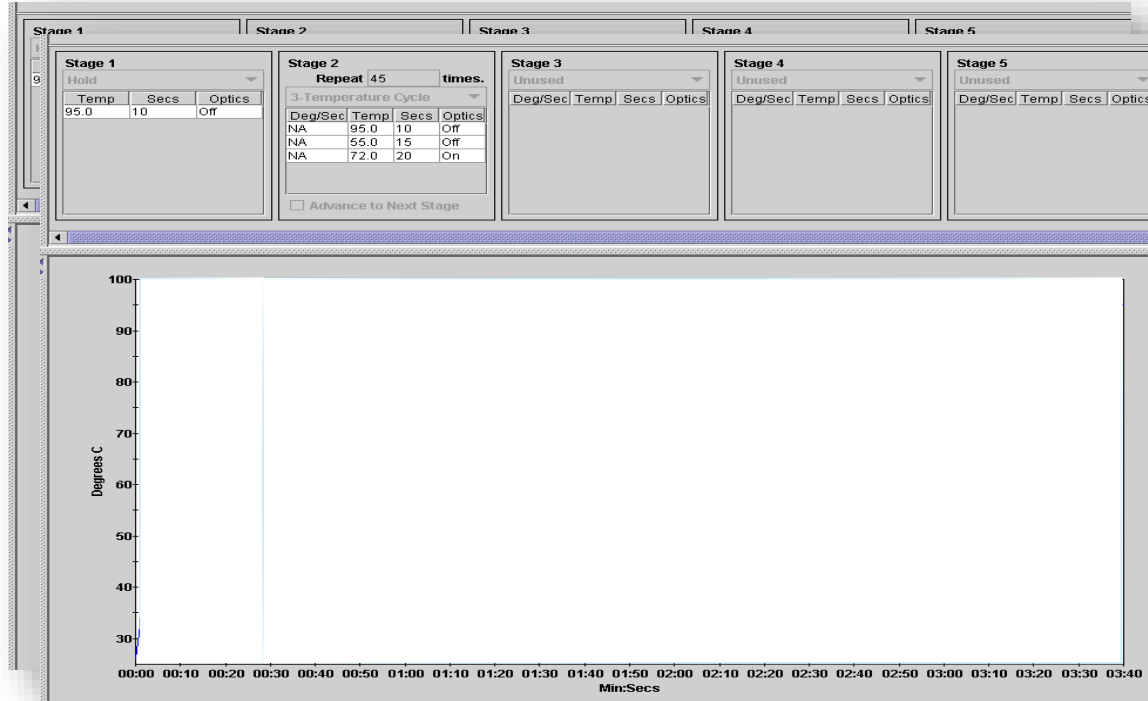 Stage 1 Stage 2 Stage 3 Stage 4 Stage 5
9
Stage 1
Hold
Temp Secs Optics
95.0 10 Off
Stage 2
Repeat 45 times.
3-Temperature Cycle
Deg/Sec Temp Secs Optics
NA 95.0 10 Off
NA 55.0 15 Off
NA 72.0 20 On
Advance to Next Stage
Stage 3
Unused
Deg/Sec Temp Secs Optics
Stage 4
Unused
Deg/Sec Temp Secs Optics
Stage 5
Unused
Deg/Sec Temp Secs Optics
100
90
80
70
60
50
40
30
Degrees C
00:00 00:10 00:20 00:30 00:40 00:50 01:00 01:10 01:20 01:30 01:40 01:50 02:00 02:10 02:20 02:30 02:40 02:50 03:00 03:10 03:20 03:30 03:40
Min:Secs